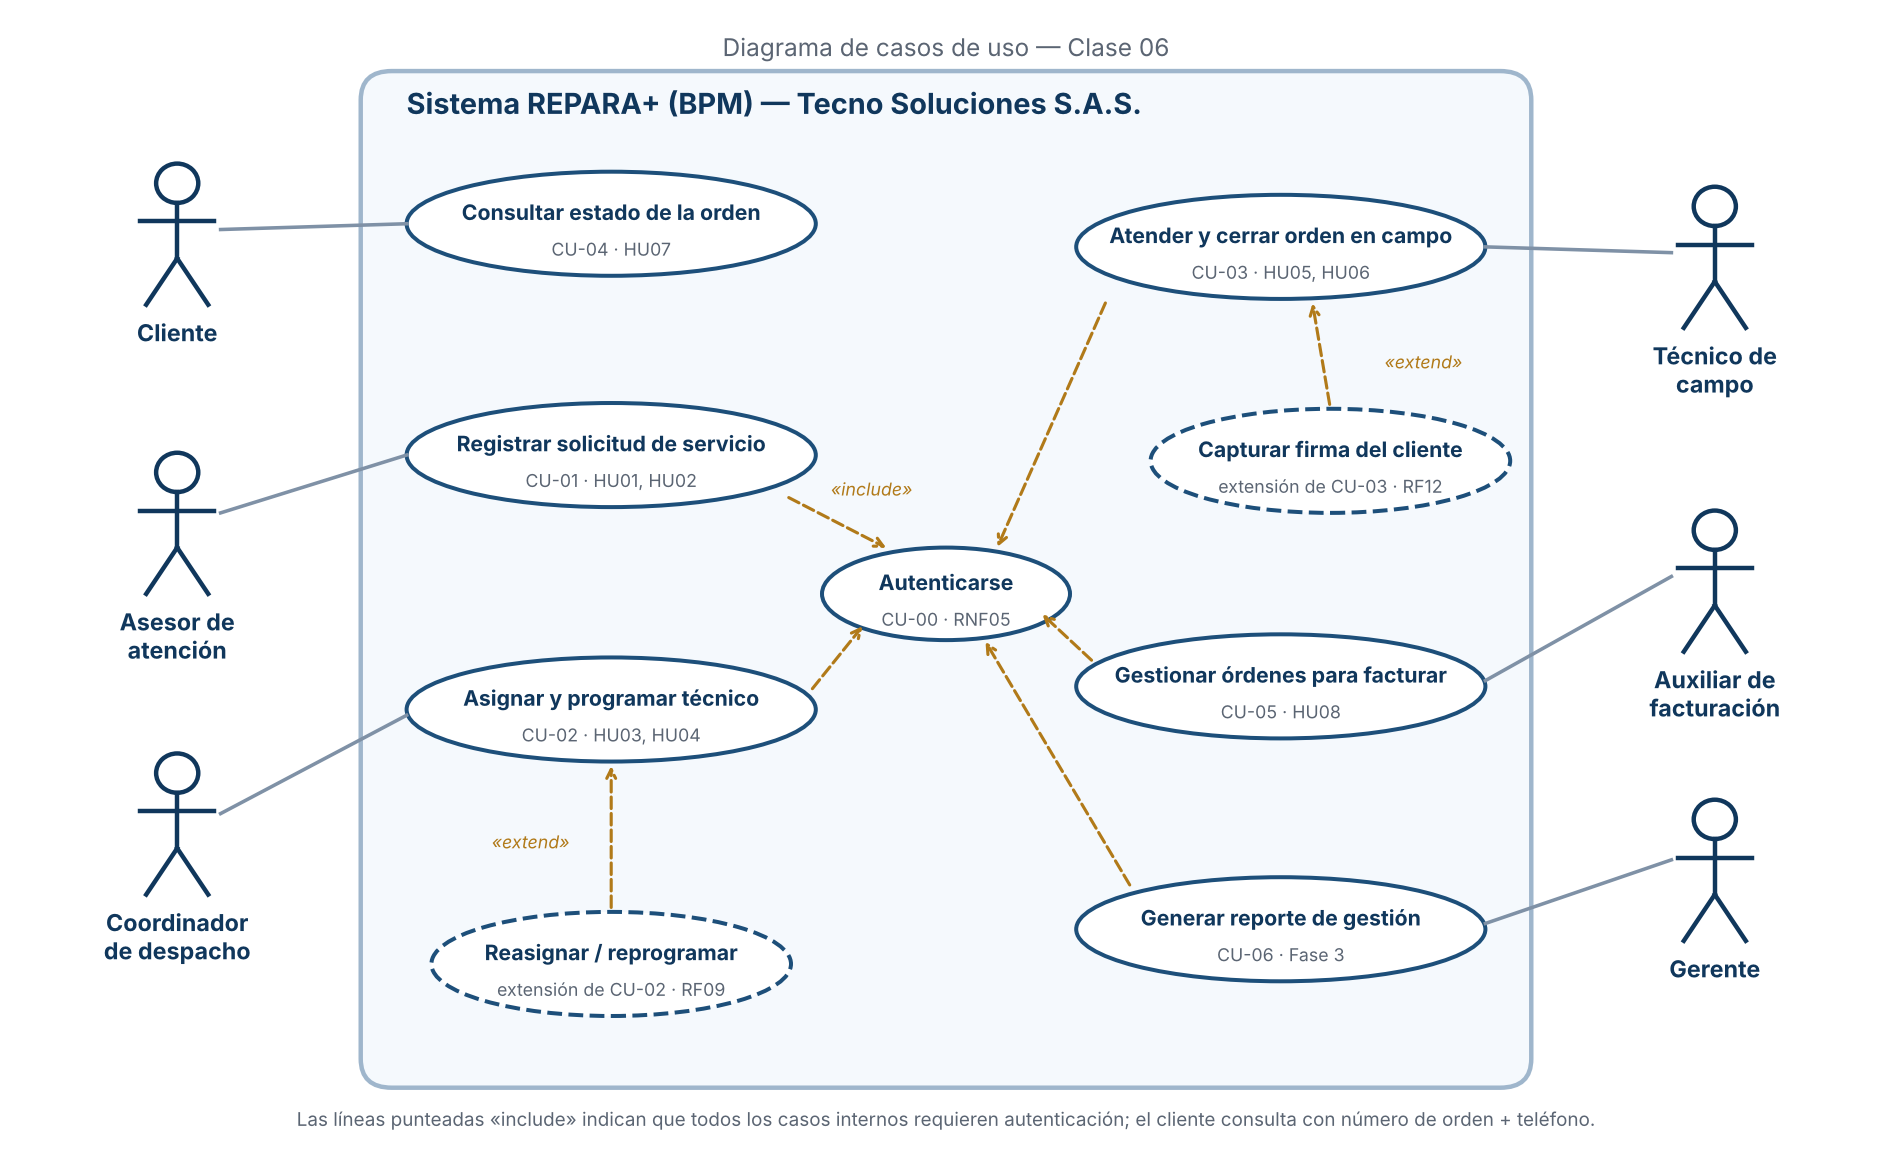 Diagrama de casos de uso — Clase 06
Sistema REPARA+ (BPM) — Tecno Soluciones S.A.S.
Cliente
Consultar estado de la orden
CU-04 · HU07
Atender y cerrar orden en campo
CU-03 · HU05, HU06
Técnico de
campo
«extend»
Capturar firma del cliente
extensión de CU-03 · RF12
Asesor de
atención
Registrar solicitud de servicio
CU-01 · HU01, HU02
«include»
Autenticarse
CU-00 · RNF05
Auxiliar de
facturación
Gestionar órdenes para facturar
CU-05 · HU08
Asignar y programar técnico
CU-02 · HU03, HU04
Coordinador
de despacho
«extend»
Reasignar / reprogramar
extensión de CU-02 · RF09
Generar reporte de gestión
CU-06 · Fase 3
Gerente
Las líneas punteadas «include» indican que todos los casos internos requieren autenticación; el cliente consulta con número de orden + teléfono.